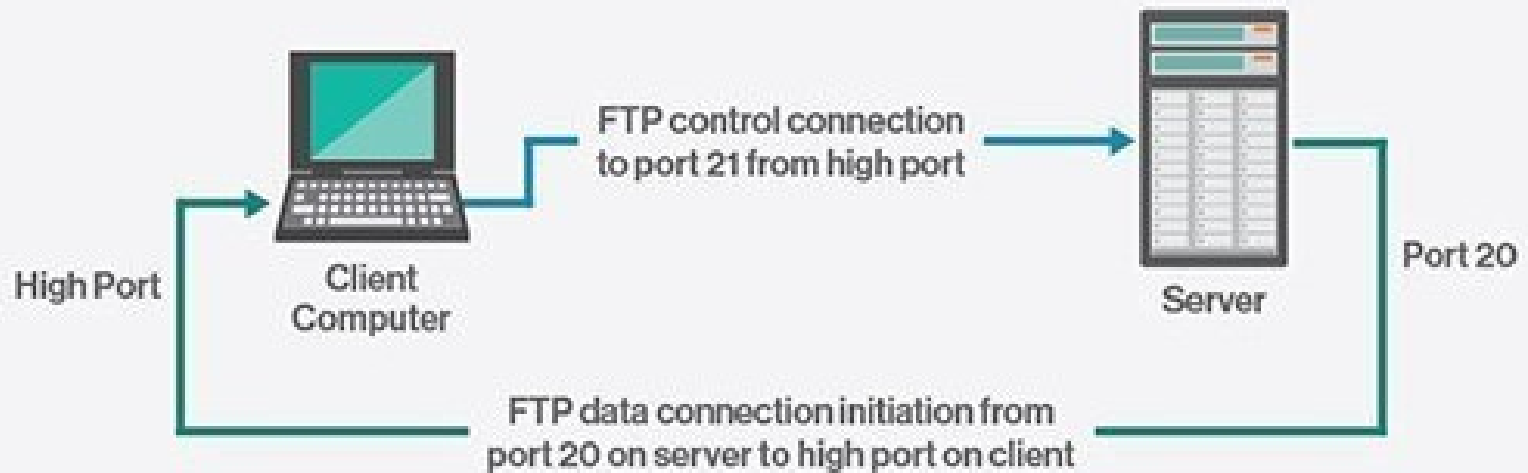 FTP control connection
to port 21 from high port
Client
Computer
Server
High Port
Port 20
FTP data connection initiation from
port 20 on server to high port on client